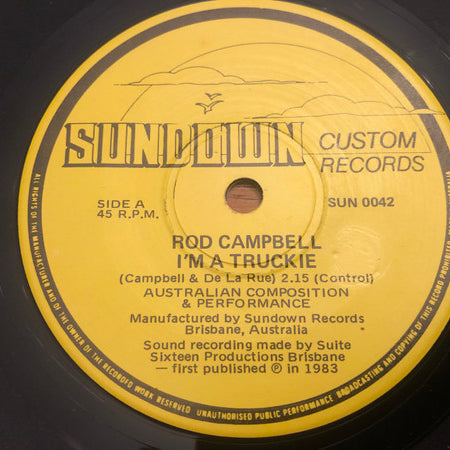 SUNDOWN CUSTOM
RECORDS
SIDE A
45 R.P.M.
SUN 0042
ROD CAMPBELL
I'M A TRUCKIE
(Campbell & De La Rue) 2.15 (Control)
AUSTRALIAN COMPOSITION
& PERFORMANCE
Manufactured by Sundown Records
Brisbane, Australia
Sound recording made by Suite
Sixteen Productions Brisbane
— first published ℗ in 1983
ALL RIGHTS OF THE MANUFACTURER AND OF THE OWNER OF THE RECORDED WORK RESERVED UNAUTHORISED PUBLIC PERFORMANCE BROADCASTING AND COPYING OF THIS RECORD PROHIBITED